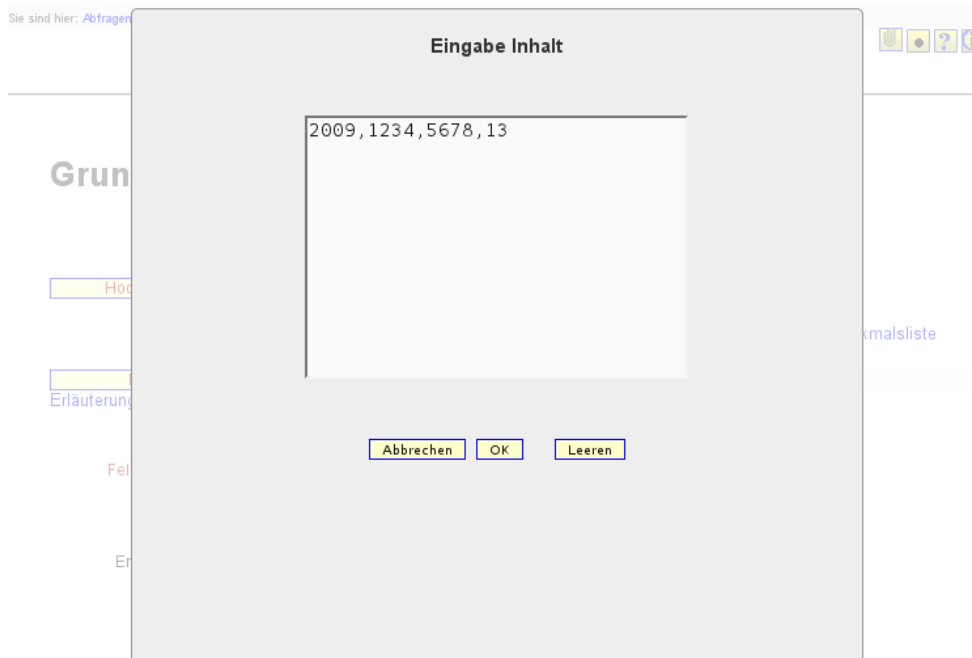 Sie sind hier: Abfragen
Eingabe Inhalt
?
2009,1234,5678,13
Grun
Hoc
kmalsliste
Erläuterung
Fel
Abbrechen OK Leeren
Er